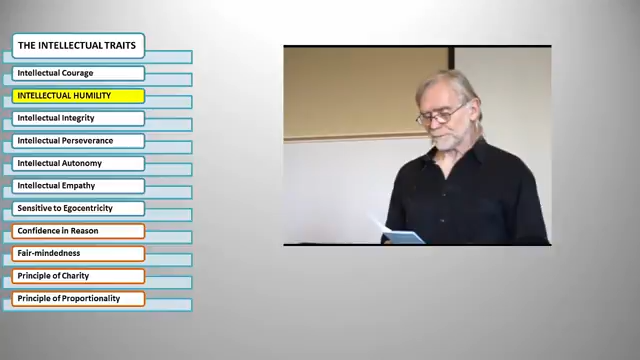 THE INTELLECTUAL TRAITS
Intellectual Courage
INTELLECTUAL HUMILITY
Intellectual Integrity
Intellectual Perseverance
Intellectual Autonomy
Intellectual Empathy
Sensitive to Egocentricity
Confidence in Reason
Fair-mindedness
Principle of Charity
Principle of Proportionality